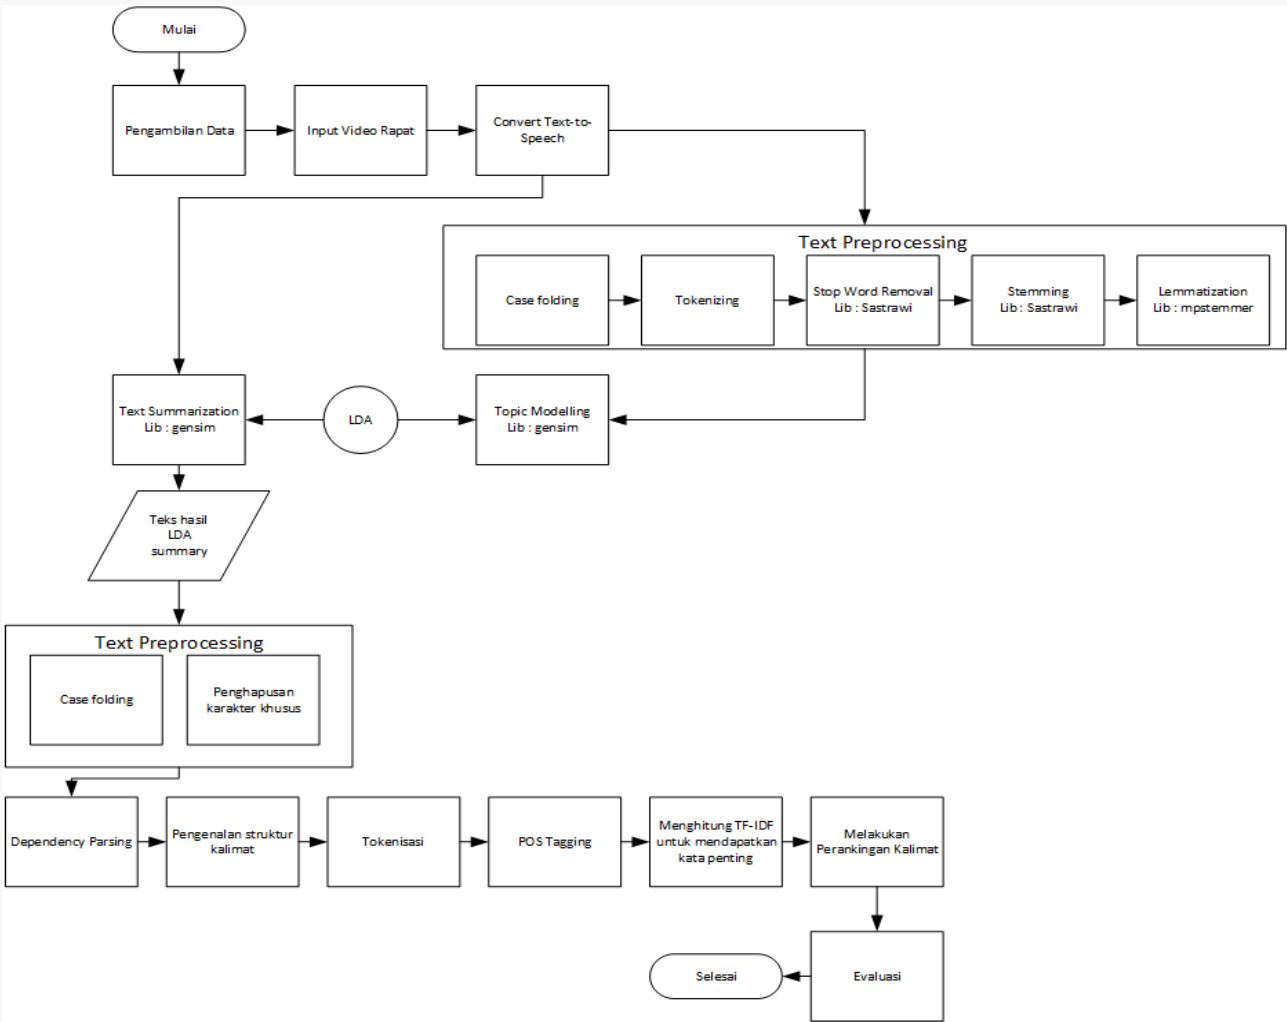 Mulai
Pengambilan Data
Input Video Rapat
Convert Text-to-
Speech
Text Preprocessing
Case folding
Tokenizing
Stop Word Removal
Lib : Sastrawi
Stemming
Lib : Sastrawi
Lemmatization
Lib : mpstemmer
Text Summarization
Lib : gensim
LDA
Topic Modelling
Lib : gensim
Teks hasil
LDA
summary
Text Preprocessing
Case folding
Penghapusan
karakter khusus
Dependency Parsing
Pengenalan struktur
kalimat
Tokenisasi
POS Tagging
Menghitung TF-IDF
untuk mendapatkan
kata penting
Melakukan
Perankingan Kalimat
Selesai
Evaluasi